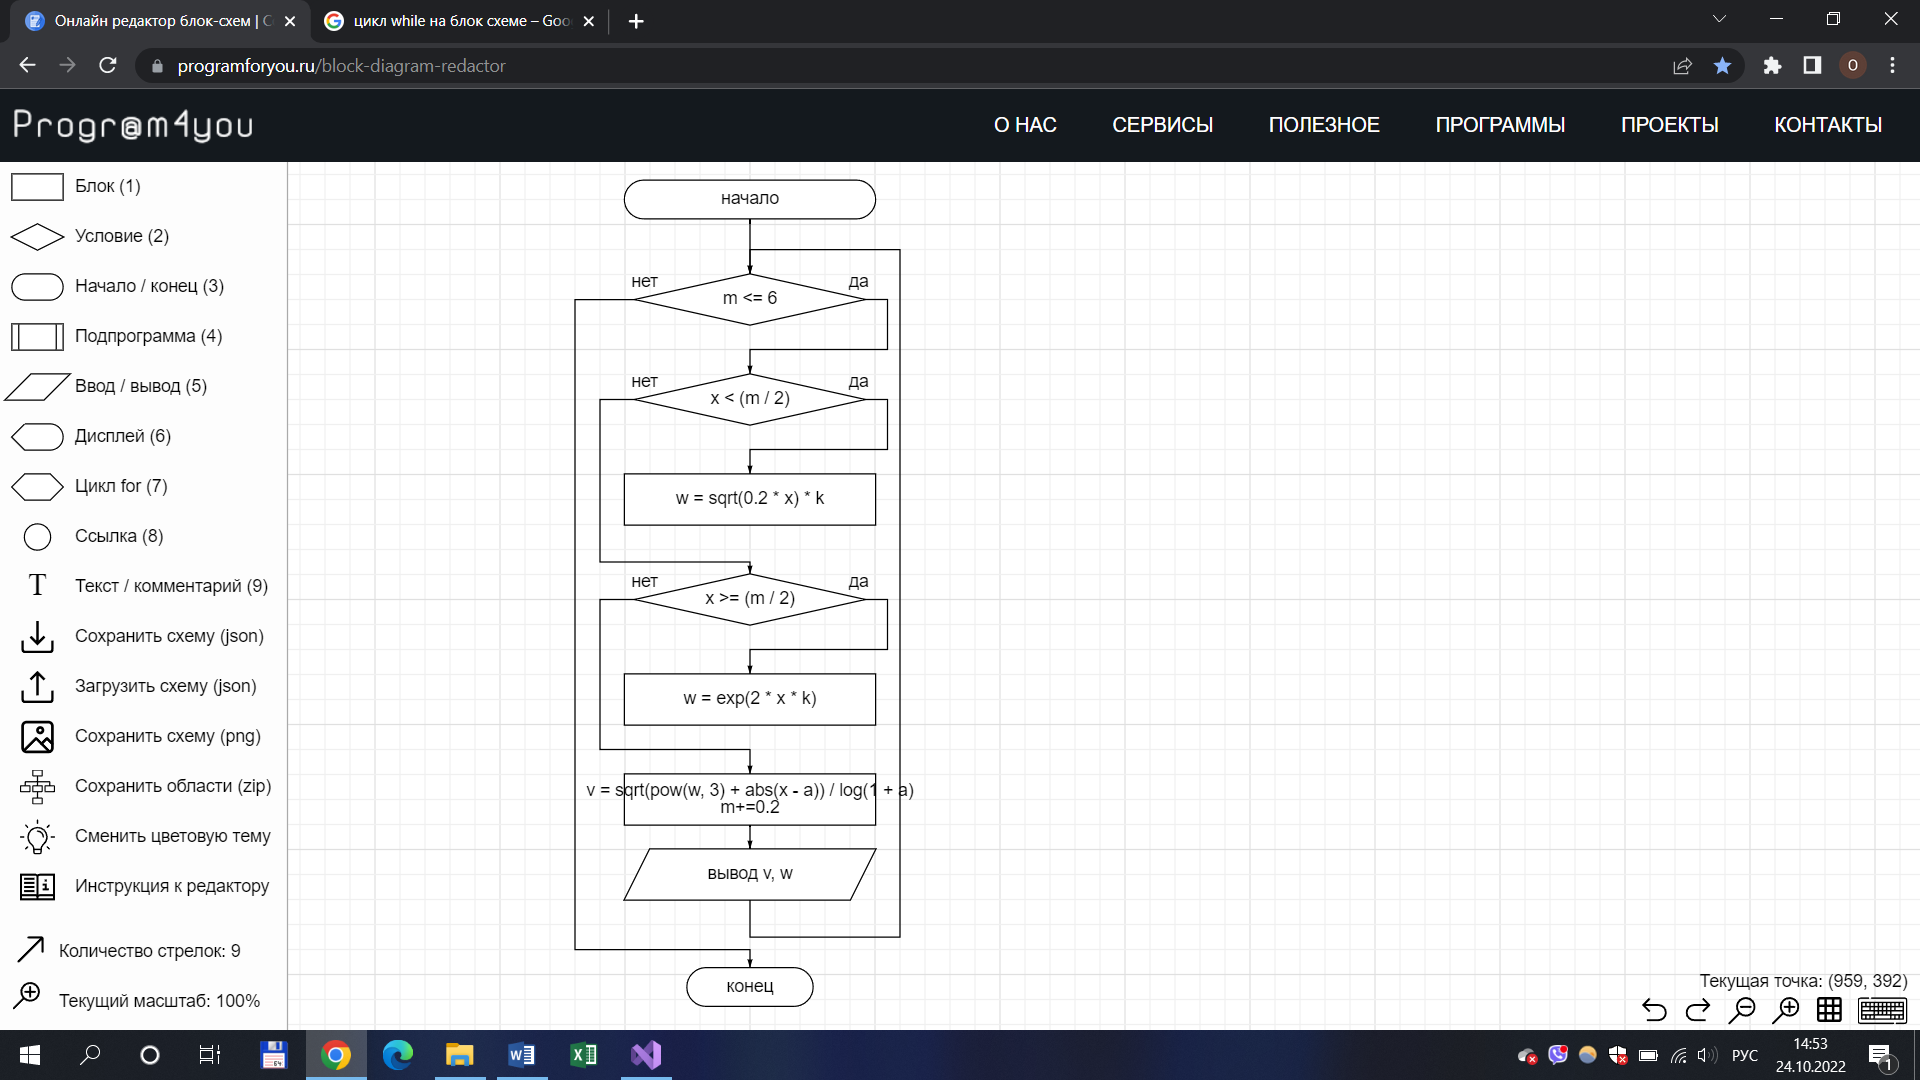 Онлайн редактор блок-схем | С
цикл while на блок схеме – Goo
programforyou.ru/block-diagram-redactor
O
Progr@m4you
О НАС
СЕРВИСЫ
ПОЛЕЗНОЕ
ПРОГРАММЫ
ПРОЕКТЫ
КОНТАКТЫ
Блок (1)
Условие (2)
Начало / конец (3)
Подпрограмма (4)
Ввод / вывод (5)
Дисплей (6)
Цикл for (7)
Ссылка (8)
T Текст / комментарий (9)
Сохранить схему (json)
Загрузить схему (json)
Сохранить схему (png)
Сохранить области (zip)
Сменить цветовую тему
Инструкция к редактору
Количество стрелок: 9
Текущий масштаб: 100%
начало
нет
да
m <= 6
нет
да
x < (m / 2)
w = sqrt(0.2 * x) * k
нет
да
x >= (m / 2)
w = exp(2 * x * k)
v = sqrt(pow(w, 3) + abs(x - a)) / log(1 + a)
m+=0.2
вывод v, w
конец
Текущая точка: (959, 392)
64
РУС
14:53
24.10.2022
1